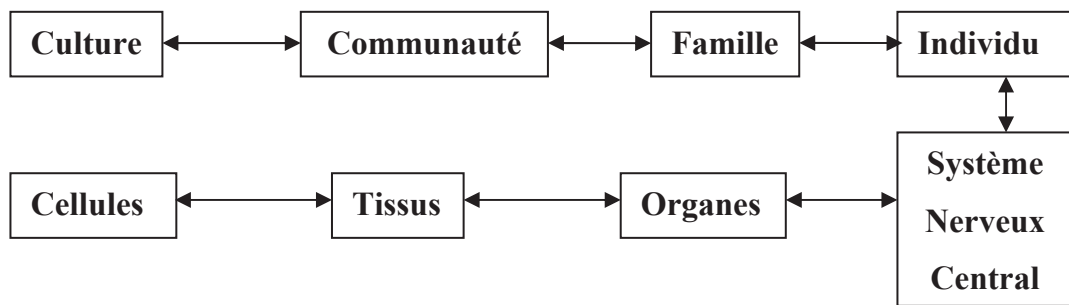 Culture
Communauté
Famille
Individu
Système
Nerveux
Central
Organes
Tissus
Cellules